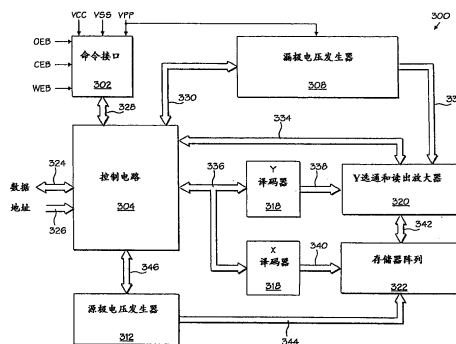 VCC VSS VPP
300
OEB
CEB
WEB
命令接口
302
漏极电压发生器
308
328
330
334
控制电路
304
数据
324
地址
326
336
Y
译码器
318
338
Y选通和读出放大器
320
342
X
译码器
318
340
存储器阵列
322
346
源极电压发生器
312
344